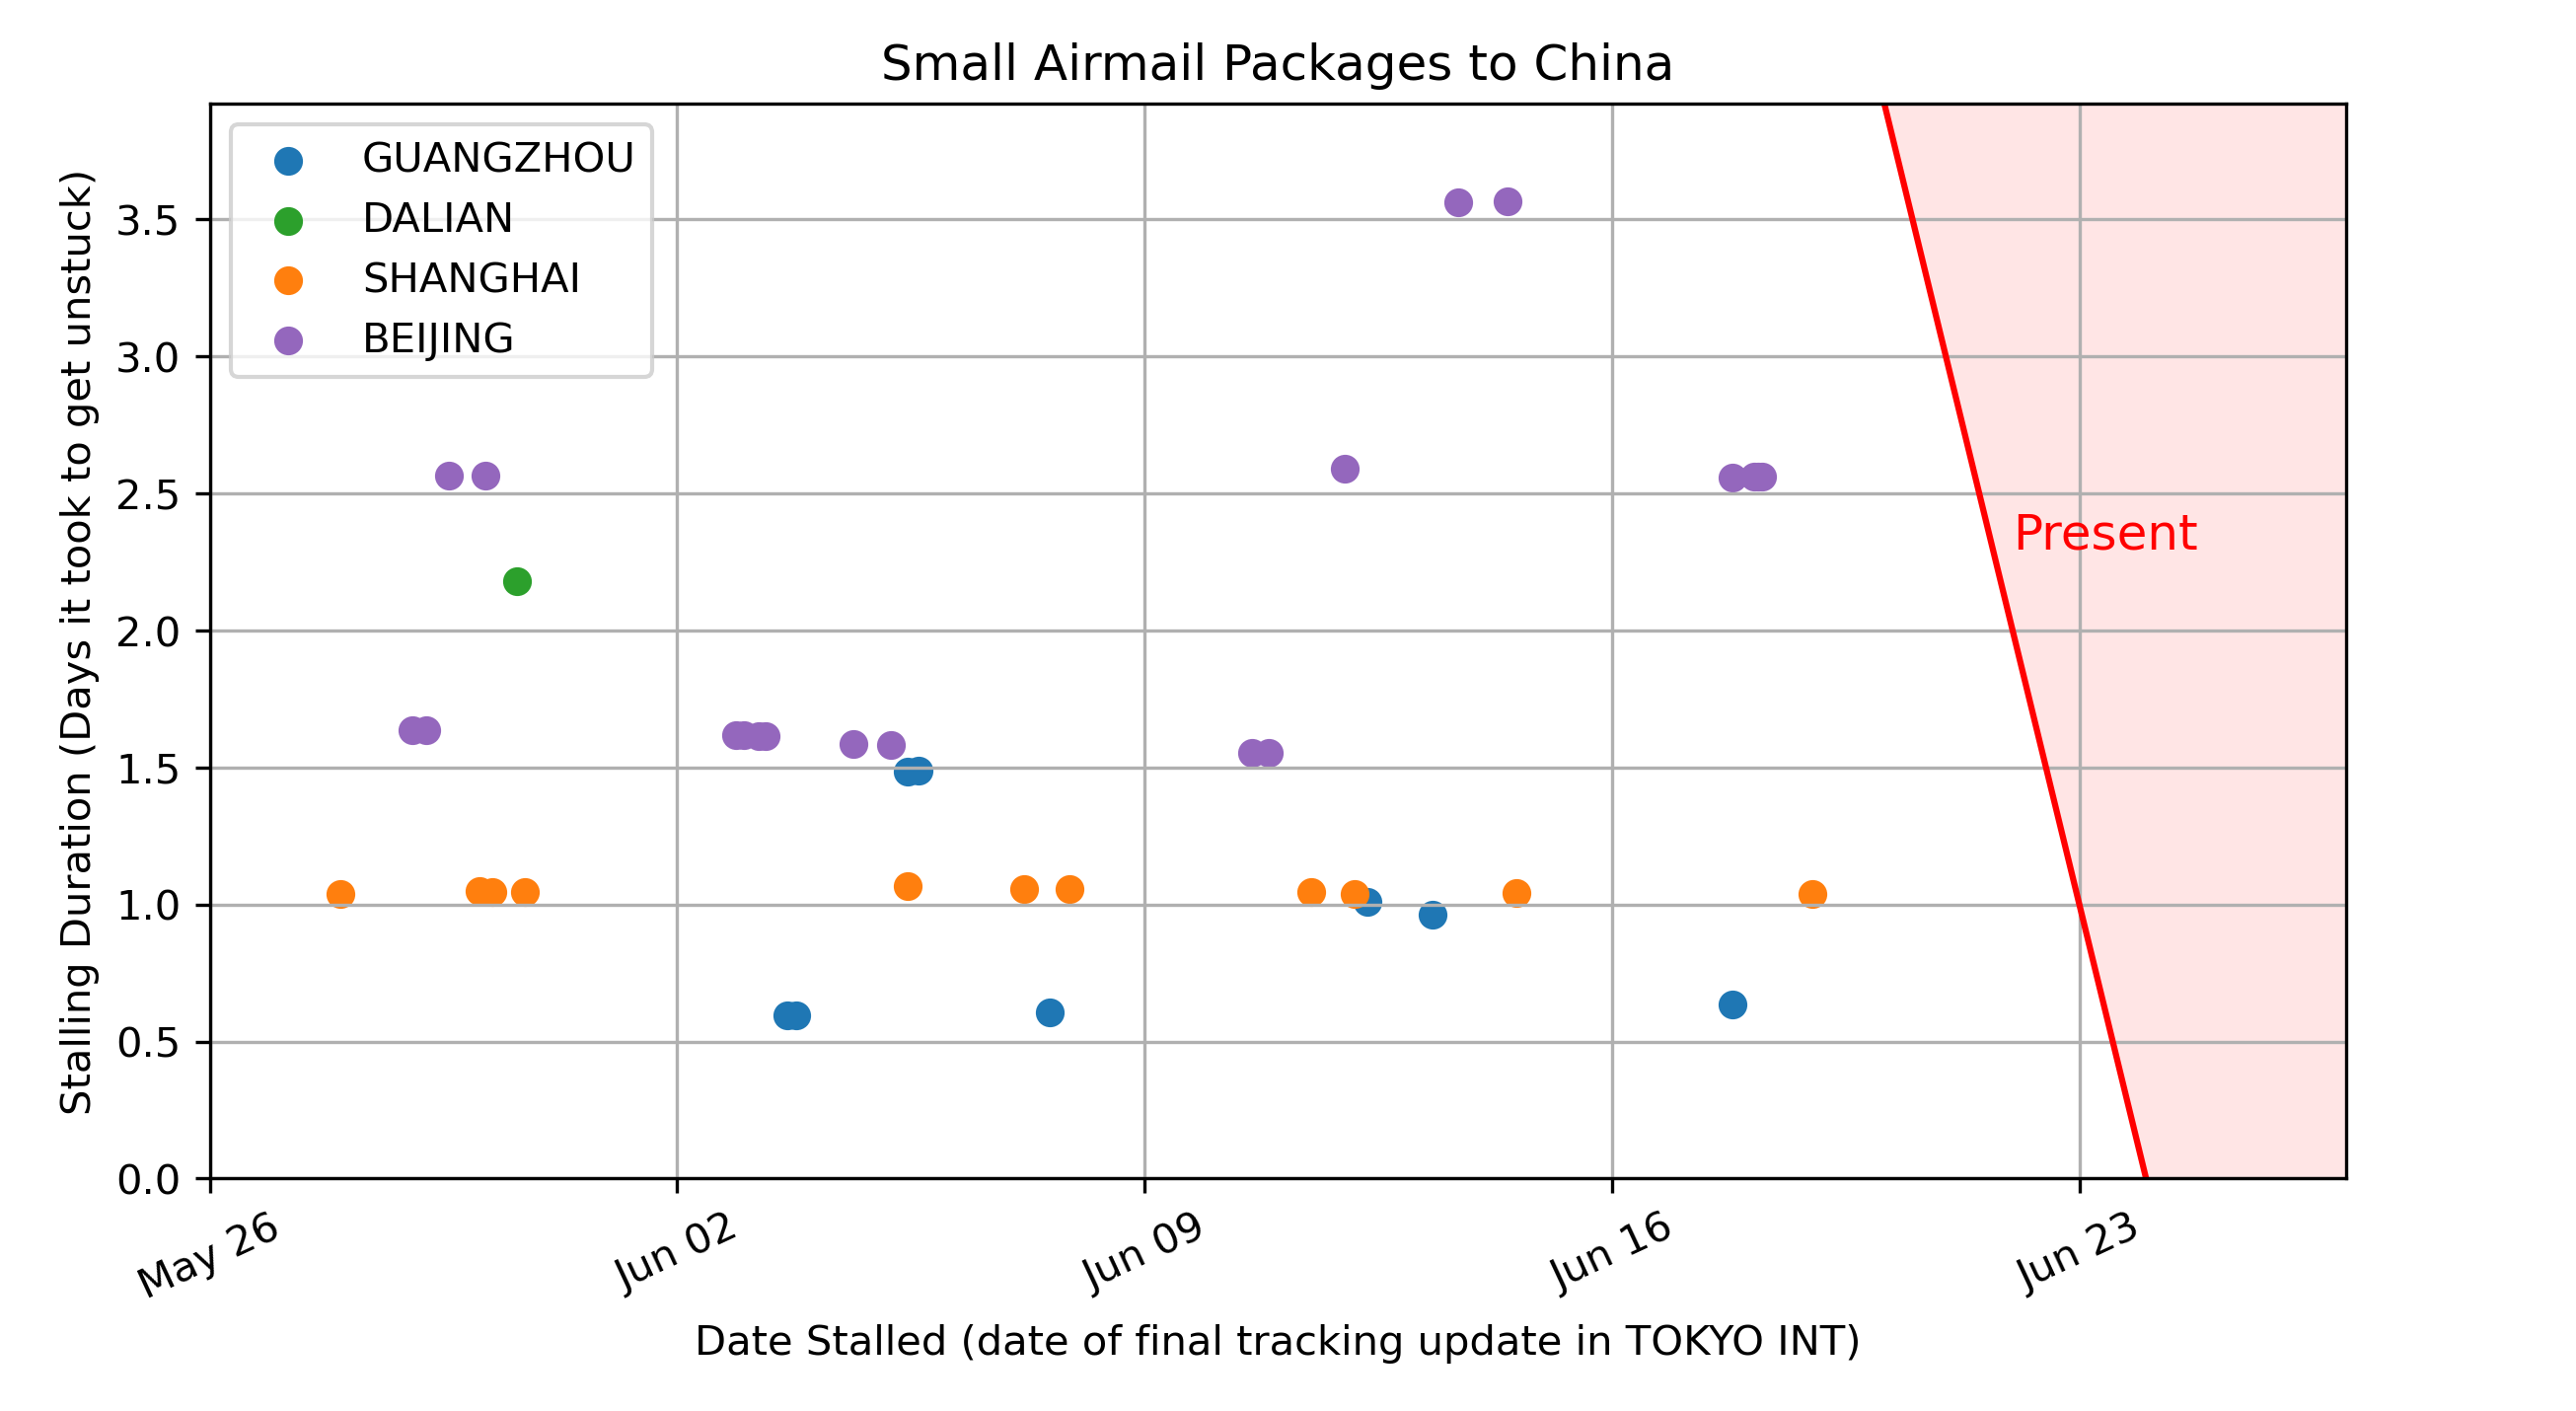 Small Airmail Packages to China
GUANGZHOU
DALIAN
SHANGHAI
BEIJING
Stalling Duration (Days it took to get unstuck)
3.5
3.0
2.5
2.0
1.5
1.0
0.5
0.0
Present
May 26
Jun 02
Jun 09
Jun 16
Jun 23
Date Stalled (date of final tracking update in TOKYO INT)